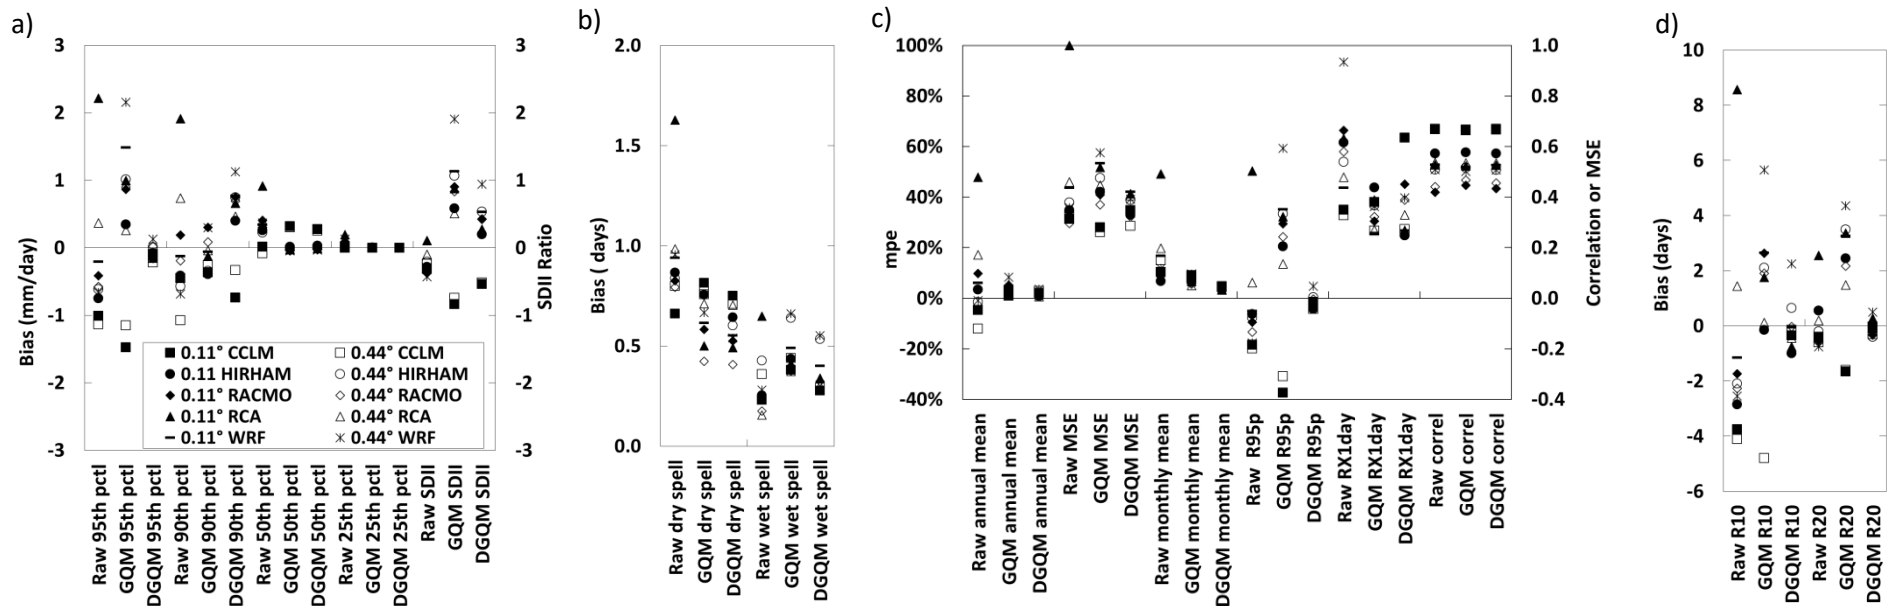 a)
3
2
1
0
-1
-2
-3
Bias (mm/day)
3
2
1
0
-1
-2
-3
SDII Ratio
0.11° CCLM
0.44° CCLM
0.11 HIRHAM
0.44° HIRHAM
0.11° RACMO
0.44° RACMO
0.11° RCA
0.44° RCA
0.11° WRF
0.44° WRF
Raw 95th pctl
GQM 95th pctl
DGQM 95th pctl
Raw 90th pctl
GQM 90th pctl
DGQM 90th pctl
Raw 50th pctl
GQM 50th pctl
DGQM 50th pctl
Raw 25th pctl
GQM 25th pctl
DGQM 25th pctl
Raw SDII
GQM SDII
DGQM SDII
b)
2.0
1.5
1.0
0.5
0.0
Bias ( days)
Raw dry spell
GQM dry spell
DGQM dry spell
Raw wet spell
GQM wet spell
DGQM wet spell
c)
100%
80%
60%
40%
20%
0%
-20%
-40%
mpe
1.0
0.8
0.6
0.4
0.2
0.0
-0.2
-0.4
Correlation or MSE
Raw annual mean
GQM annual mean
DGQM annual mean
Raw MSE
GQM MSE
DGQM MSE
Raw monthly mean
GQM monthly mean
DGQM monthly mean
Raw R95p
GQM R95p
DGQM R95p
Raw RX1day
GQM RX1day
DGQM RX1day
Raw correl
GQM correl
DGQM correl
d)
10
8
6
4
2
0
-2
-4
-6
Bias (days)
Raw R10
GQM R10
DGQM R10
Raw R20
GQM R20
DGQM R20